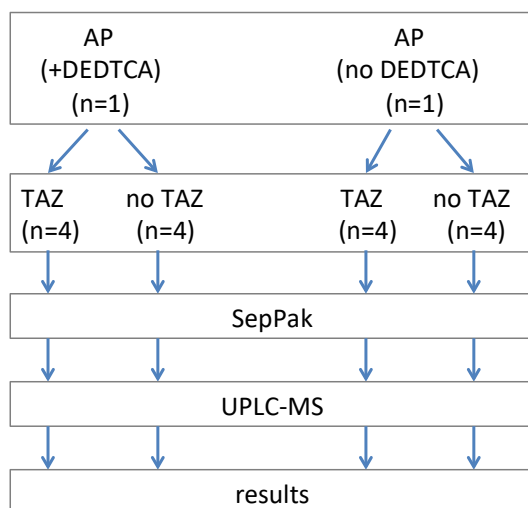 AP AP
(+DEDTCA) (no DEDTCA)
(n=1) (n=1)
TAZ no TAZ TAZ no TAZ
(n=4) (n=4) (n=4) (n=4)
SepPak
UPLC-MS
results